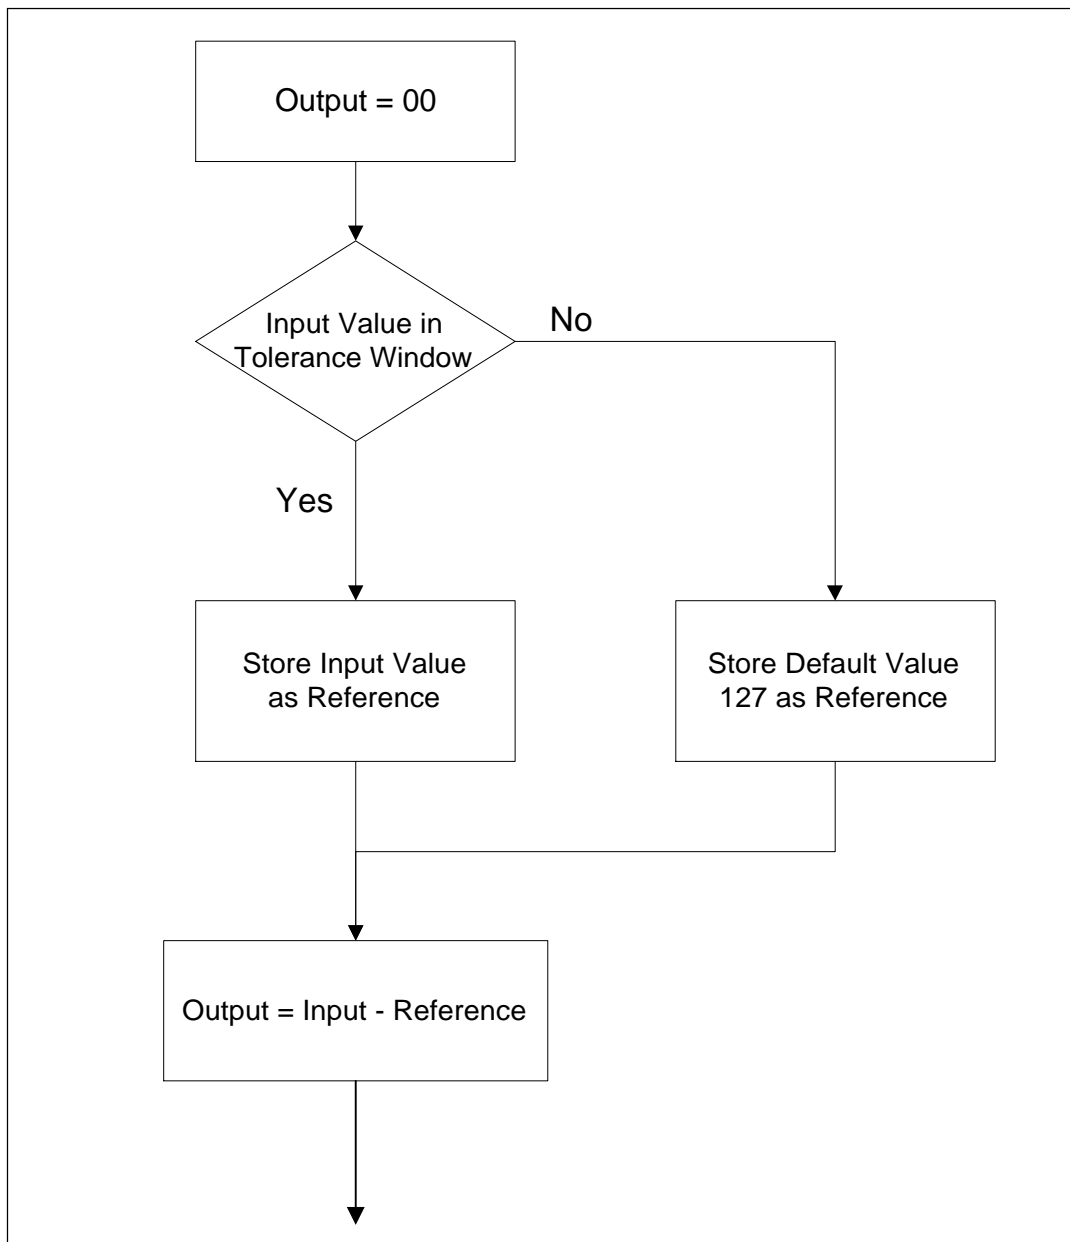 Output = 00
Input Value in
Tolerance Window
No
Yes
Store Input Value
as Reference
Store Default Value
127 as Reference
Output = Input - Reference